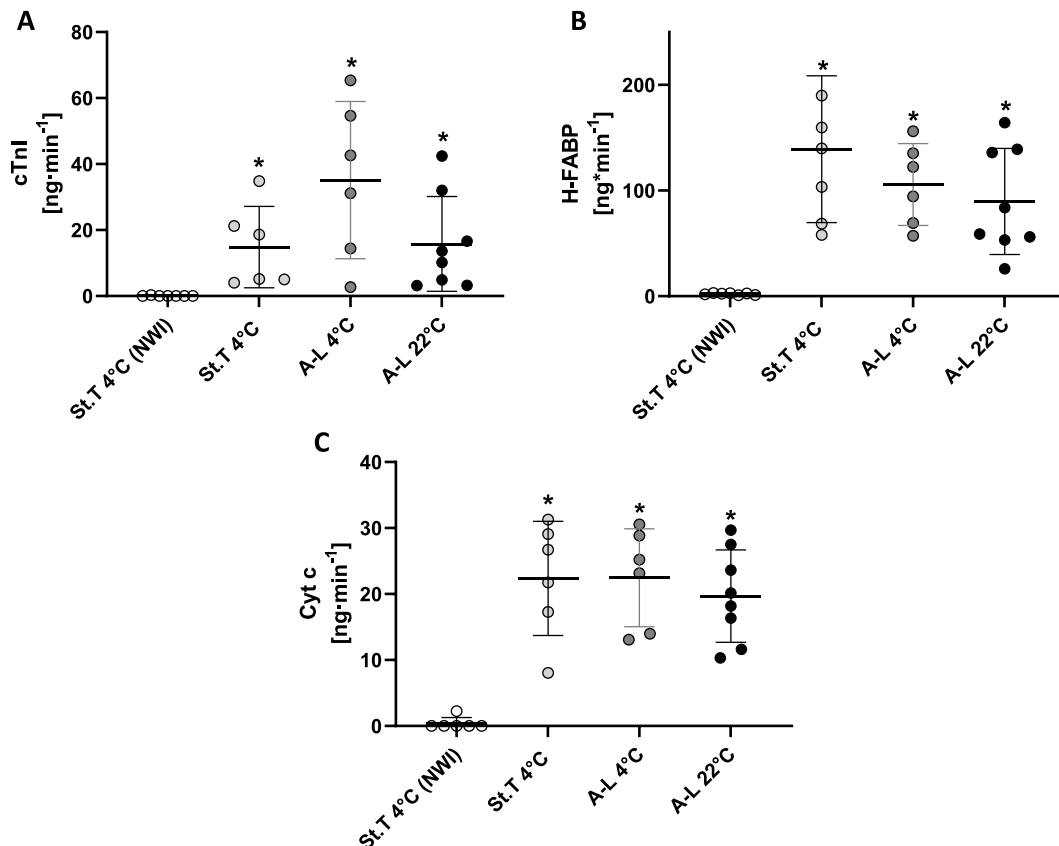 A
cTnI
[ng·min⁻¹]
80
60
40
20
0
*
*
*
St.T 4°C (NWI)
St.T 4°C
A-L 4°C
A-L 22°C
B
H-FABP
[ng*min⁻¹]
200
100
0
*
*
*
St.T 4°C (NWI)
St.T 4°C
A-L 4°C
A-L 22°C
C
Cyt c
[ng·min⁻¹]
40
30
20
10
0
*
*
*
St.T 4°C (NWI)
St.T 4°C
A-L 4°C
A-L 22°C